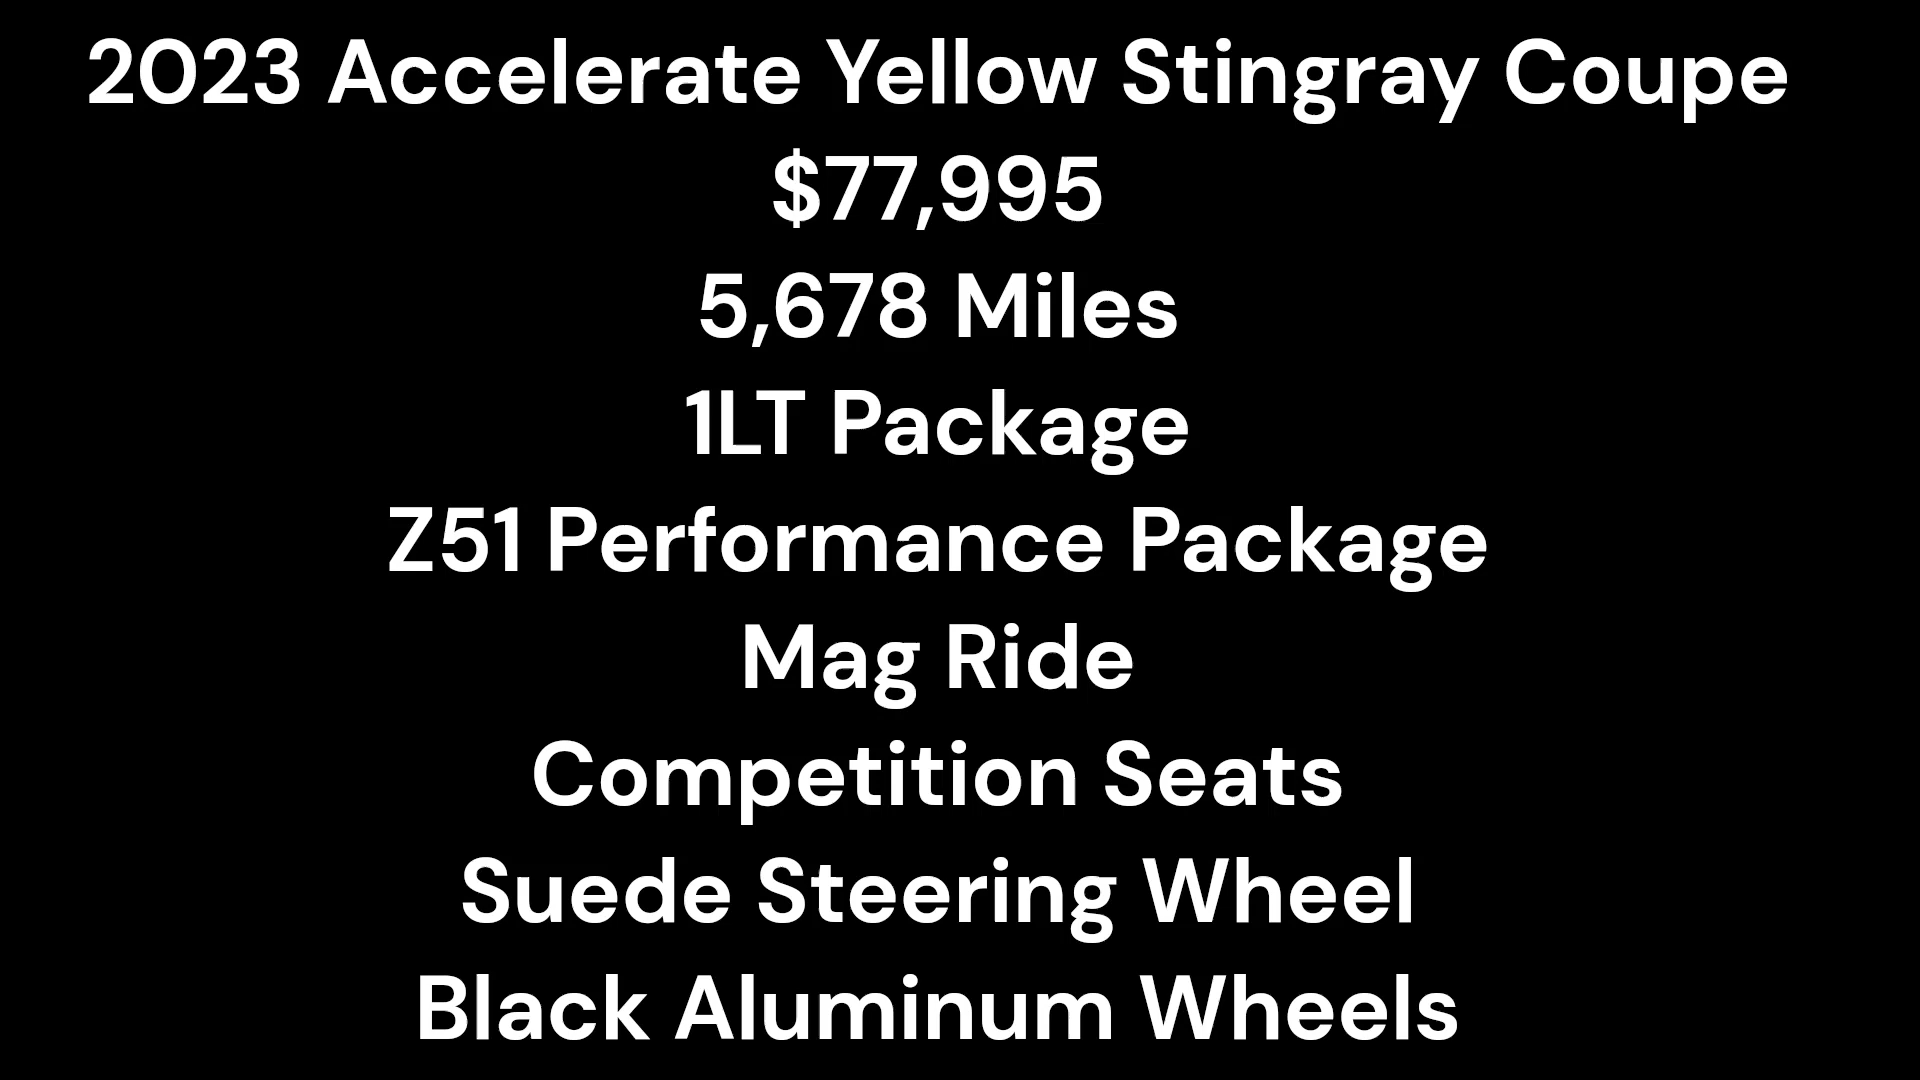 2023 Accelerate Yellow Stingray Coupe
$77,995
5,678 Miles
1LT Package
Z51 Performance Package
Mag Ride
Competition Seats
Suede Steering Wheel
Black Aluminum Wheels